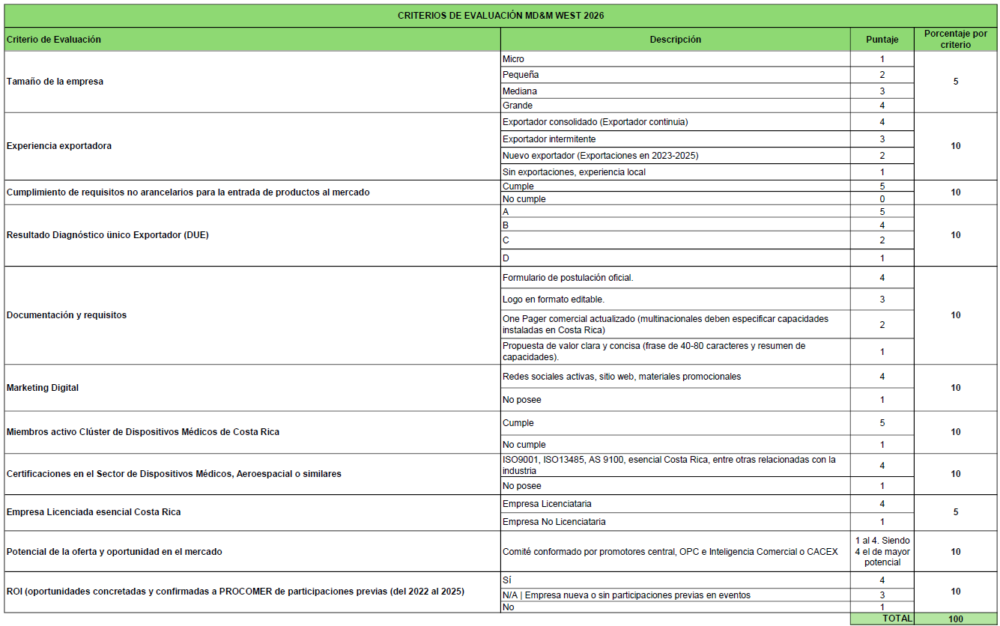 CRITERIOS DE EVALUACIÓN MD&M WEST 2026
Criterio de Evaluación Descripción Puntaje Porcentaje por
criterio
Tamaño de la empresa
Micro 1
Pequeña 2
Mediana 3
Grande 4
5
Experiencia exportadora
Exportador consolidado (Exportador continuia) 4
Exportador intermitente 3
Nuevo exportador (Exportaciones en 2023-2025) 2
Sin exportaciones, experiencia local 1
10
Cumplimiento de requisitos no arancelarios para la entrada de productos al mercado
Cumple 5
No cumple 0
10
Resultado Diagnóstico ünico Exportador (DUE)
A 5
B 4
C 2
D 1
10
Documentación y requisitos
Formulario de postulación oficial. 4
Logo en formato editable. 3
One Pager comercial actualizado (multinacionales deben especificar capacidades
instaladas en Costa Rica) 2
Propuesta de valor clara y concisa (frase de 40-80 caracteres y resumen de
capacidades). 1
10
Marketing Digital
Redes sociales activas, sitio web, materiales promocionales 4
No posee 1
10
Miembros activo Clúster de Dispositivos Médicos de Costa Rica
Cumple 5
No cumple 1
10
Certificaciones en el Sector de Dispositivos Médicos, Aeroespacial o similares
ISO9001, ISO13485, AS 9100, esencial Costa Rica, entre otras relacionadas con la
industria 4
No posee 1
10
Empresa Licenciada esencial Costa Rica
Empresa Licenciataria 4
Empresa No Licenciataria 1
5
Potencial de la oferta y oportunidad en el mercado
Comité conformado por promotores central, OPC e Inteligencia Comercial o CACEX
1 al 4. Siendo
4 el de mayor
potencial
10
ROI (oportunidades concretadas y confirmadas a PROCOMER de participaciones previas (del 2022 al 2025)
Sí 4
N/A | Empresa nueva o sin participaciones previas en eventos 3
No 1
10
TOTAL 100